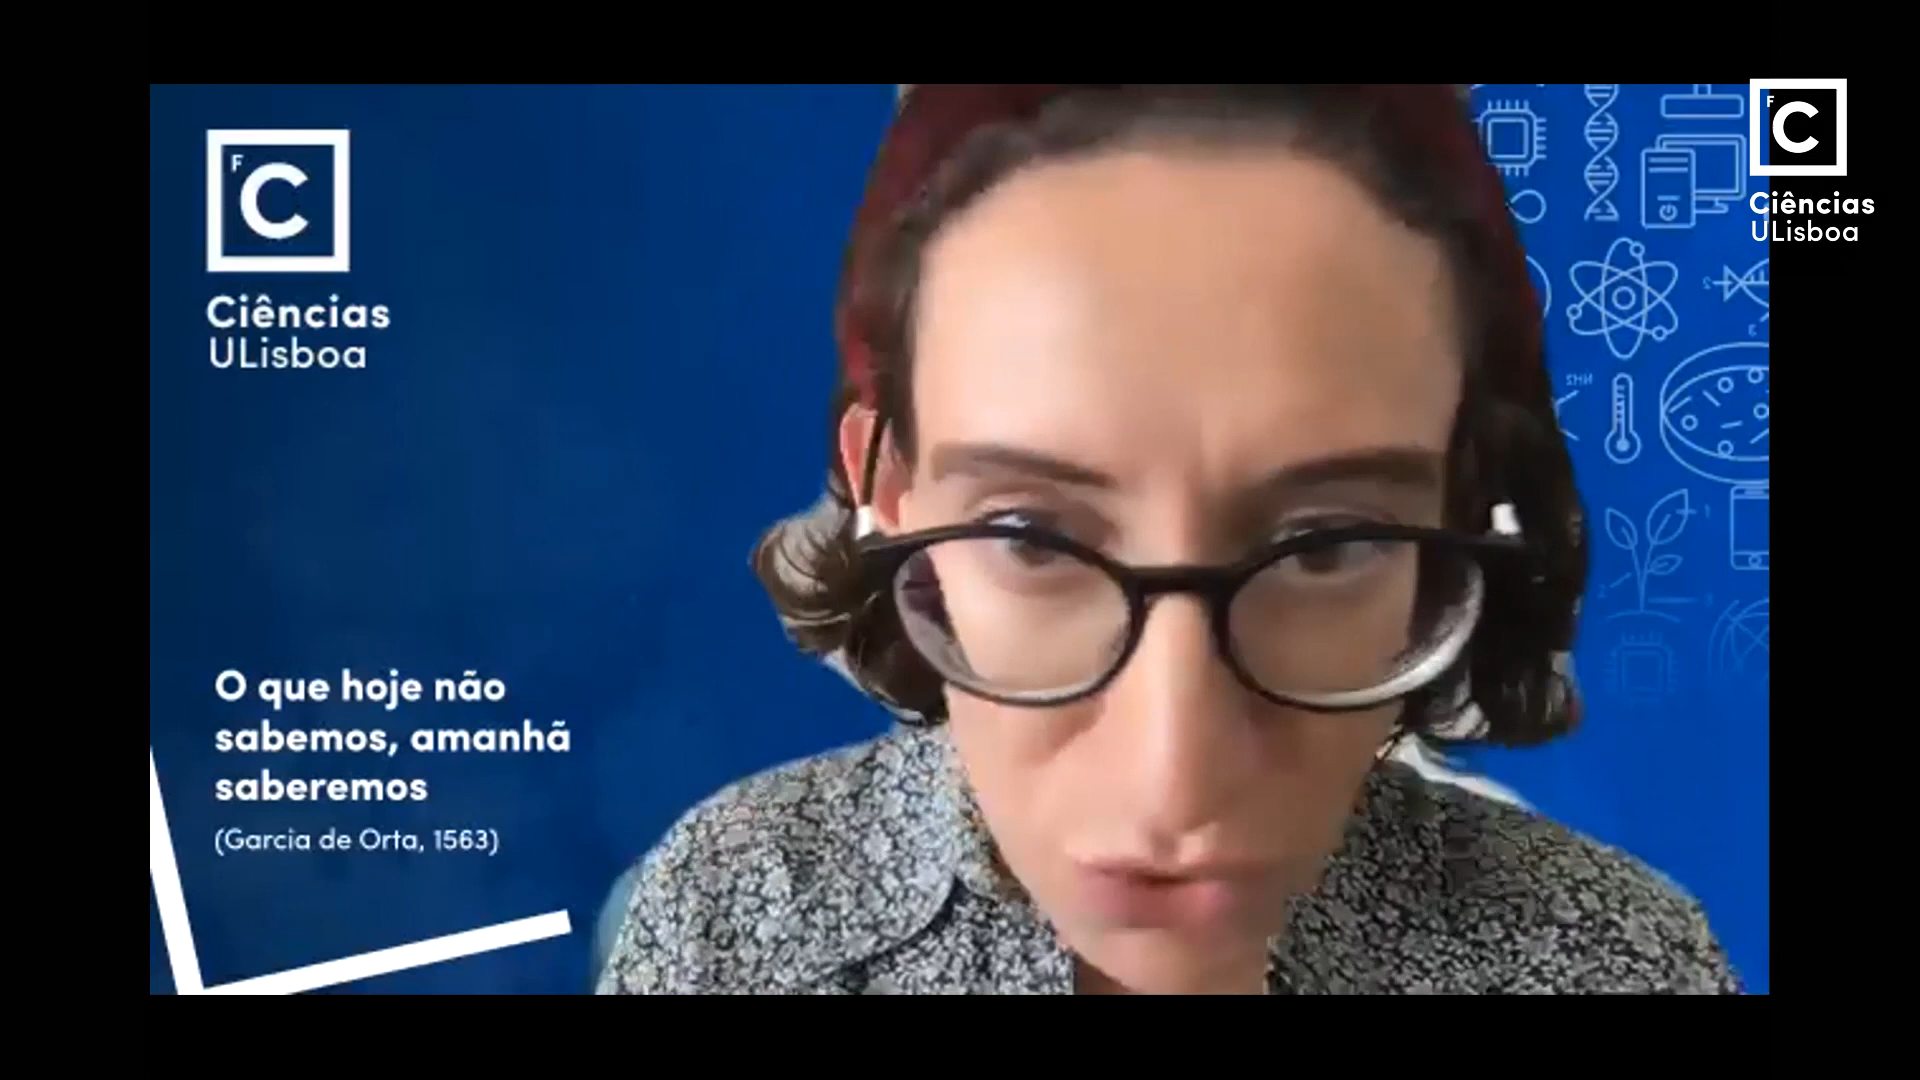 F
C
Ciências
ULisboa
O que hoje não
sabemos, amanhã
saberemos
(Garcia de Orta, 1563)
F
C
Ciências
ULisboa